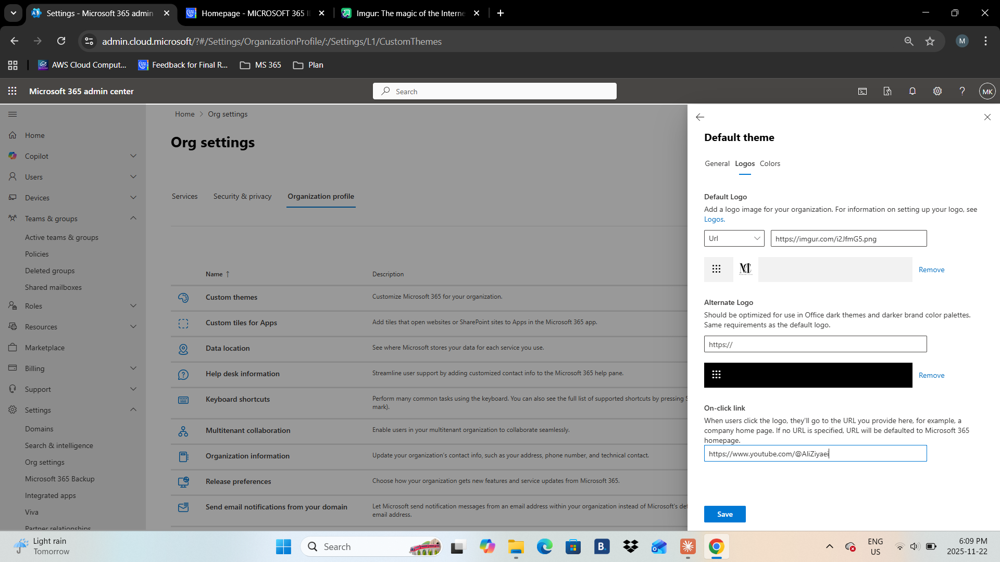 Settings - Microsoft 365 admin
Homepage - MICROSOFT 365
Imgur: The magic of the Interne
admin.cloud.microsoft/?#/Settings/OrganizationProfile/:/Settings/L1/CustomThemes
M
AWS Cloud Comput...
Feedback for Final R...
MS 365
Plan
Microsoft 365 admin center
Search
MK
Home
Copilot
Users
Devices
Teams & groups
Active teams & groups
Policies
Deleted groups
Shared mailboxes
Roles
Resources
Marketplace
Billing
Support
Settings
Domains
Search & intelligence
Org settings
Microsoft 365 Backup
Integrated apps
Viva
Partner relationships
Home > Org settings
Org settings
Services
Security & privacy
Organization profile
Name ↑
Description
Custom themes
Customize Microsoft 365 for your organization.
Custom tiles for Apps
Add tiles that open websites or SharePoint sites to Apps in the Microsoft 365 app.
Data location
See where Microsoft stores your data for each service you use.
Help desk information
Streamline user support by adding customized contact info to the Microsoft 365 help pane.
Keyboard shortcuts
Perform many common tasks using the keyboard. You can also see the full list of supported shortcuts by pressing S
mark).
Multitenant collaboration
Enable users in your multitenant organization to collaborate seamlessly.
Organization information
Update your organization's contact info, such as your address, phone number, and technical contact.
Release preferences
Choose how your organization gets new features and service updates from Microsoft 365.
Send email notifications from your domain
Let Microsoft send notification messages from an email address within your organization instead of Microsoft's def
email address.
Default theme
General
Logos
Colors
Default Logo
Add a logo image for your organization. For information on setting up your logo, see
Logos.
Url
https://imgur.com/i2JfmG5.png
Remove
Alternate Logo
Should be optimized for use in Office dark themes and darker brand color palettes.
Same requirements as the default logo.
https://
Remove
On-click link
When users click the logo, they'll go to the URL you provide here, for example, a
company home page. If no URL is specified, URL will be defaulted to Microsoft 365
homepage.
https://www.youtube.com/@AliZiyaei
Save
Light rain
Tomorrow
Search
ENG
US
6:09 PM
2025-11-22